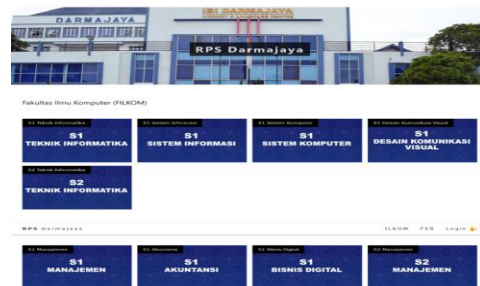 DARMAJAYA
IBI DARMAJAYA
RPS Darmajaya
Fakultas Ilmu Komputer (FILKOM)
S1 Teknik Informatika
S1
TEKNIK INFORMATIKA
S1 Sistem Informasi
S1
SISTEM INFORMASI
S1 Sistem Komputer
S1
SISTEM KOMPUTER
S1 Desain Komunikasi Visual
S1
DESAIN KOMUNIKASI
VISUAL
S2 Teknik Informatika
S2
TEKNIK INFORMATIKA
RPS Darmajaya
FILKOM FEB Login
S1 Manajemen
S1
MANAJEMEN
S1 Akuntansi
S1
AKUNTANSI
S1 Bisnis Digital
S1
BISNIS DIGITAL
S2 Manajemen
S2
MANAJEMEN